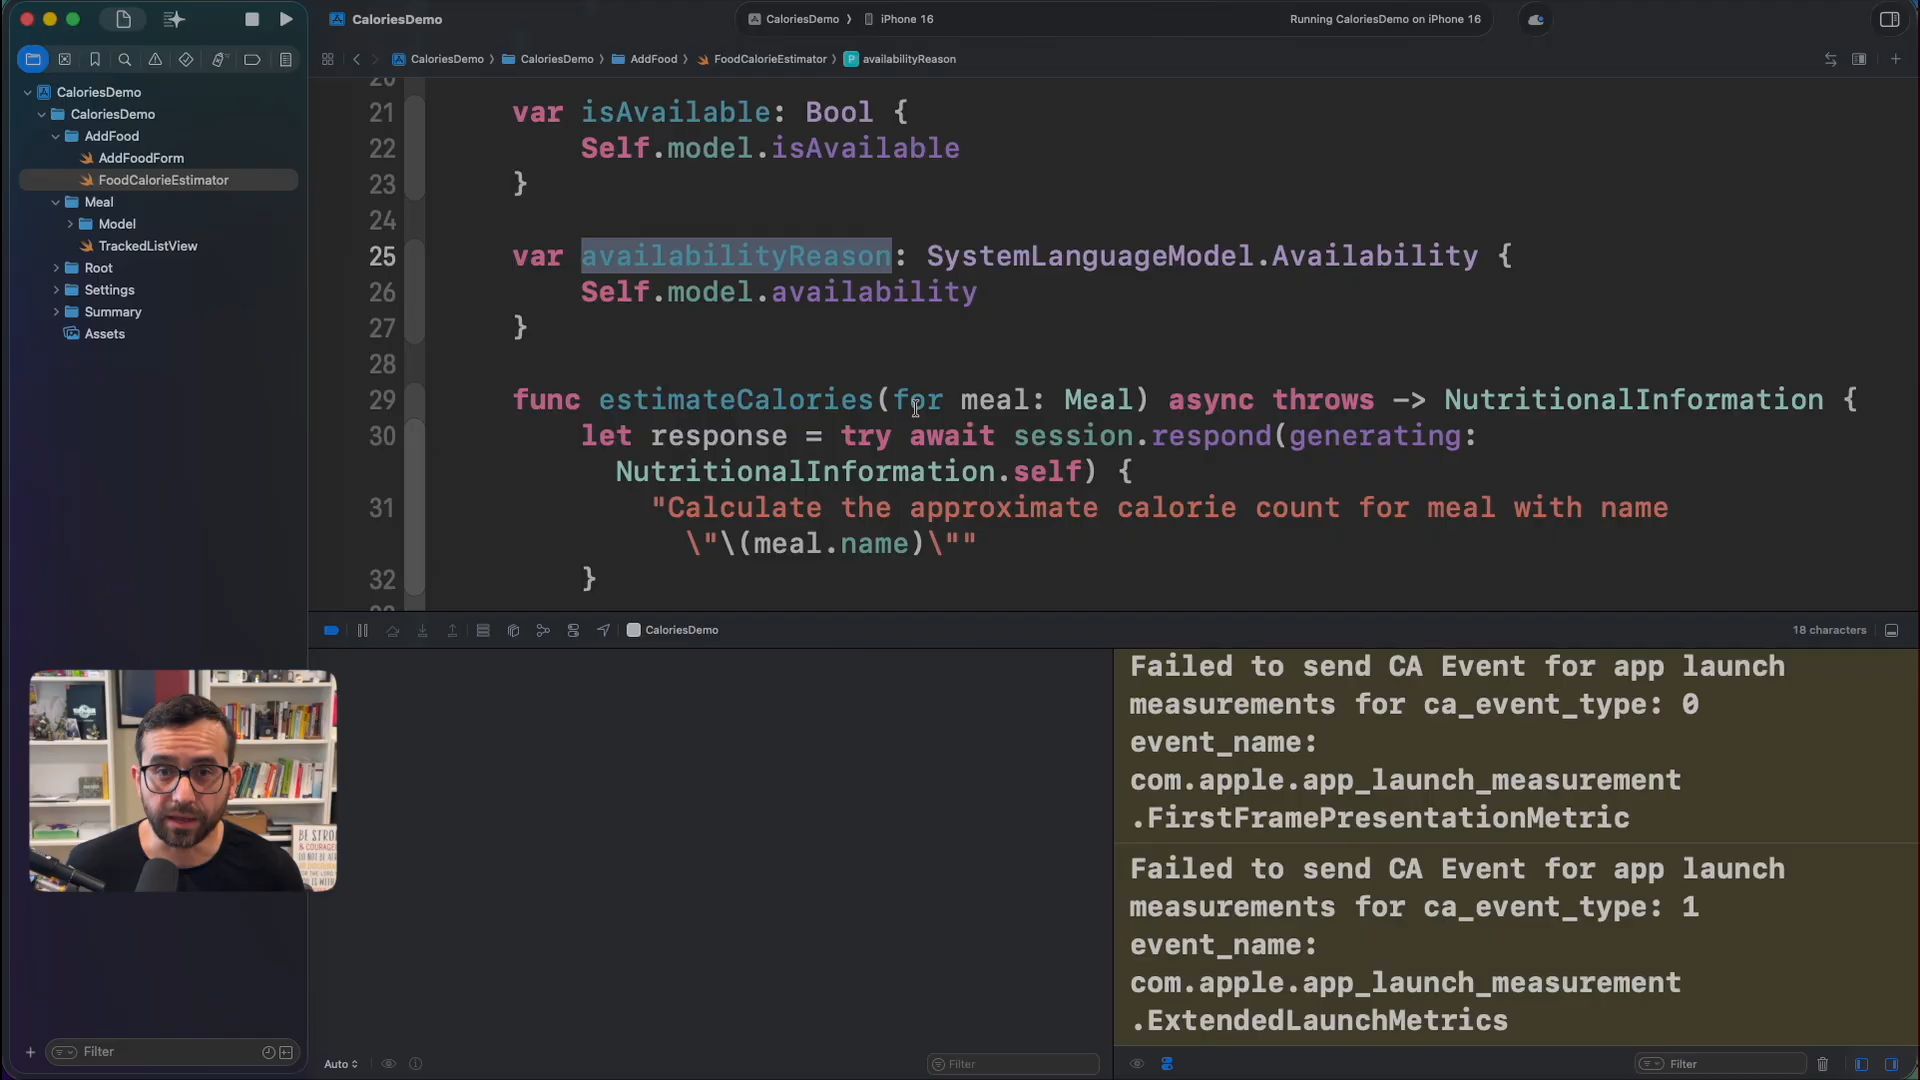 CaloriesDemo
CaloriesDemo
iPhone 16
Running CaloriesDemo on iPhone 16
CaloriesDemo
CaloriesDemo
AddFood
FoodCalorieEstimator
availabilityReason
CaloriesDemo
CaloriesDemo
AddFood
AddFoodForm
FoodCalorieEstimator
Meal
Model
TrackedListView
Root
Settings
Summary
Assets
Filter
21 var isAvailable: Bool {
22 Self.model.isAvailable
23 }
24
25 var availabilityReason: SystemLanguageModel.Availability {
26 Self.model.availability
27 }
28
29 func estimateCalories(for meal: Meal) async throws -> NutritionalInformation {
30 let response = try await session.respond(generating:
NutritionalInformation.self) {
31 "Calculate the approximate calorie count for meal with name
\"\(meal.name)\""
32 }
CaloriesDemo
18 characters
Failed to send CA Event for app launch
measurements for ca_event_type: 0
event_name:
com.apple.app_launch_measurement
.FirstFramePresentationMetric
Failed to send CA Event for app launch
measurements for ca_event_type: 1
event_name:
com.apple.app_launch_measurement
.ExtendedLaunchMetrics
BE STRONG
& COURAGEOUS
Auto
Filter
Filter